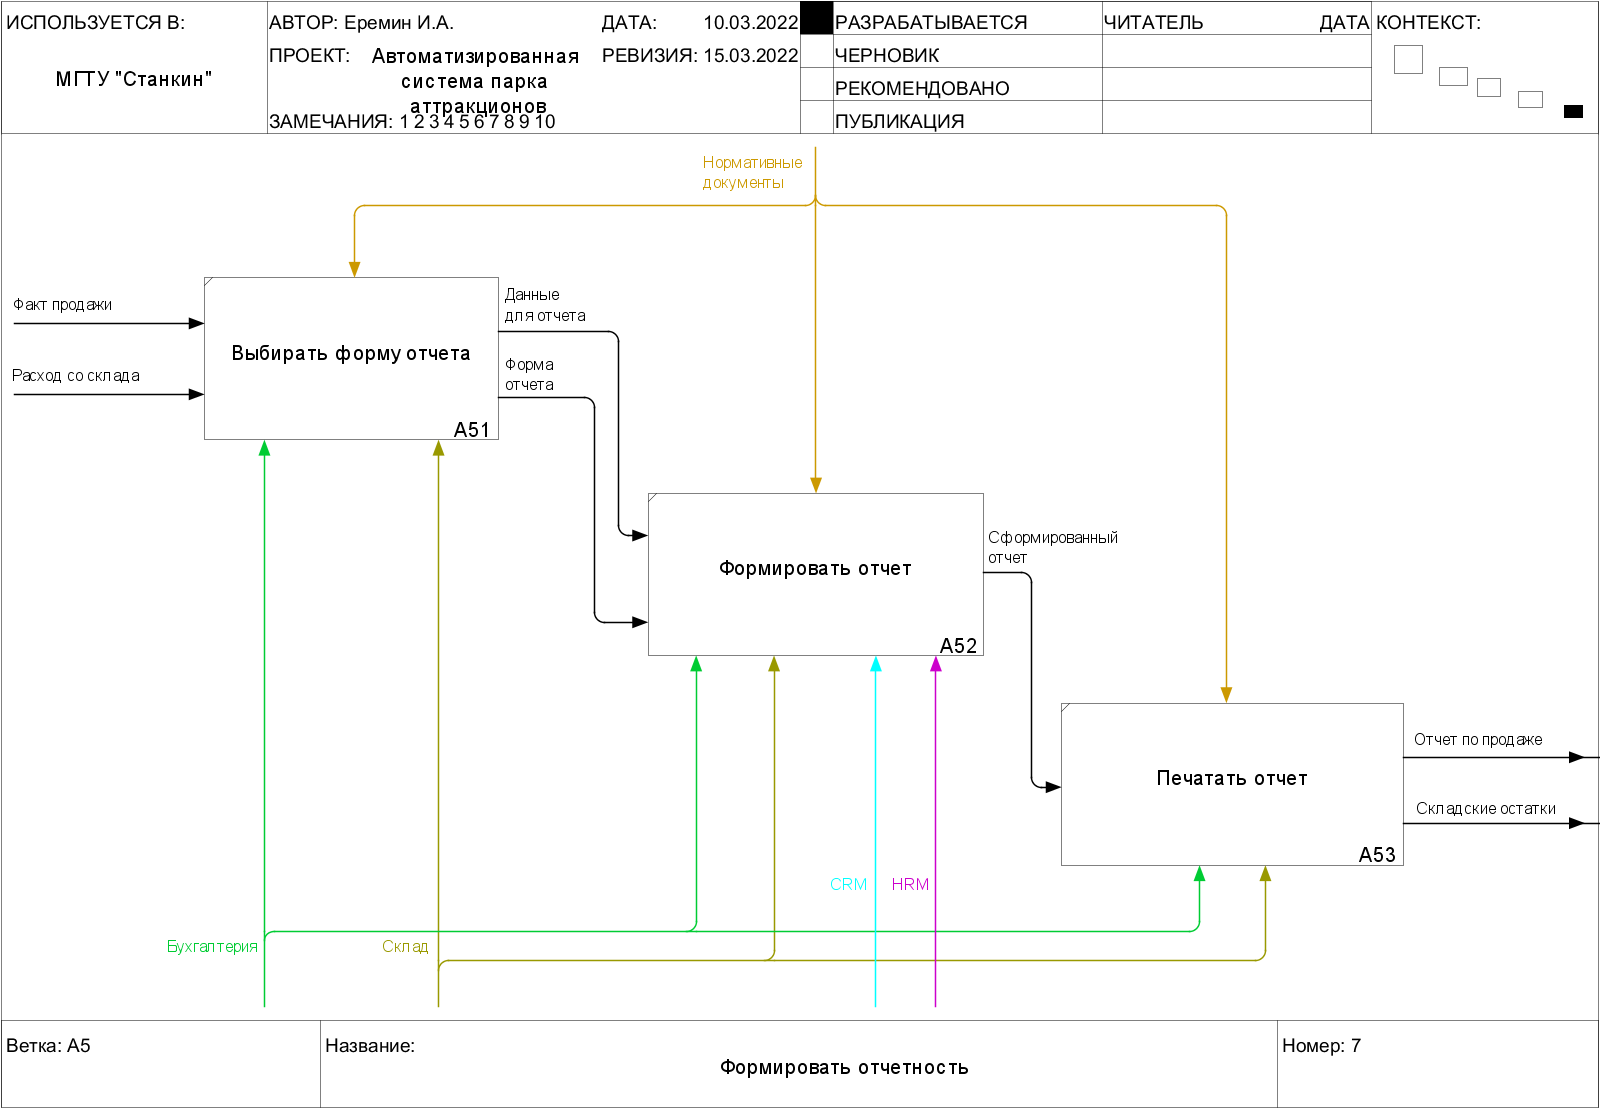 ИСПОЛЬЗУЕТСЯ В:
МГТУ "Станкин"
АВТОР: Еремин И.А.
ДАТА: 10.03.2022
ПРОЕКТ: Автоматизированная
система парка
аттракционов
РЕВИЗИЯ: 15.03.2022
ЗАМЕЧАНИЯ: 1 2 3 4 5 6 7 8 9 10
РАЗРАБАТЫВАЕТСЯ
ЧЕРНОВИК
РЕКОМЕНДОВАНО
ПУБЛИКАЦИЯ
ЧИТАТЕЛЬ
ДАТА
КОНТЕКСТ:
Нормативные
документы
Факт продажи
Расход со склада
Выбирать форму отчета
A51
Данные
для отчета
Форма
отчета
Формировать отчет
A52
Сформированный
отчет
Печатать отчет
A53
Отчет по продаже
Складские остатки
CRM
HRM
Бухгалтерия
Склад
Ветка: A5
Название:
Формировать отчетность
Номер: 7